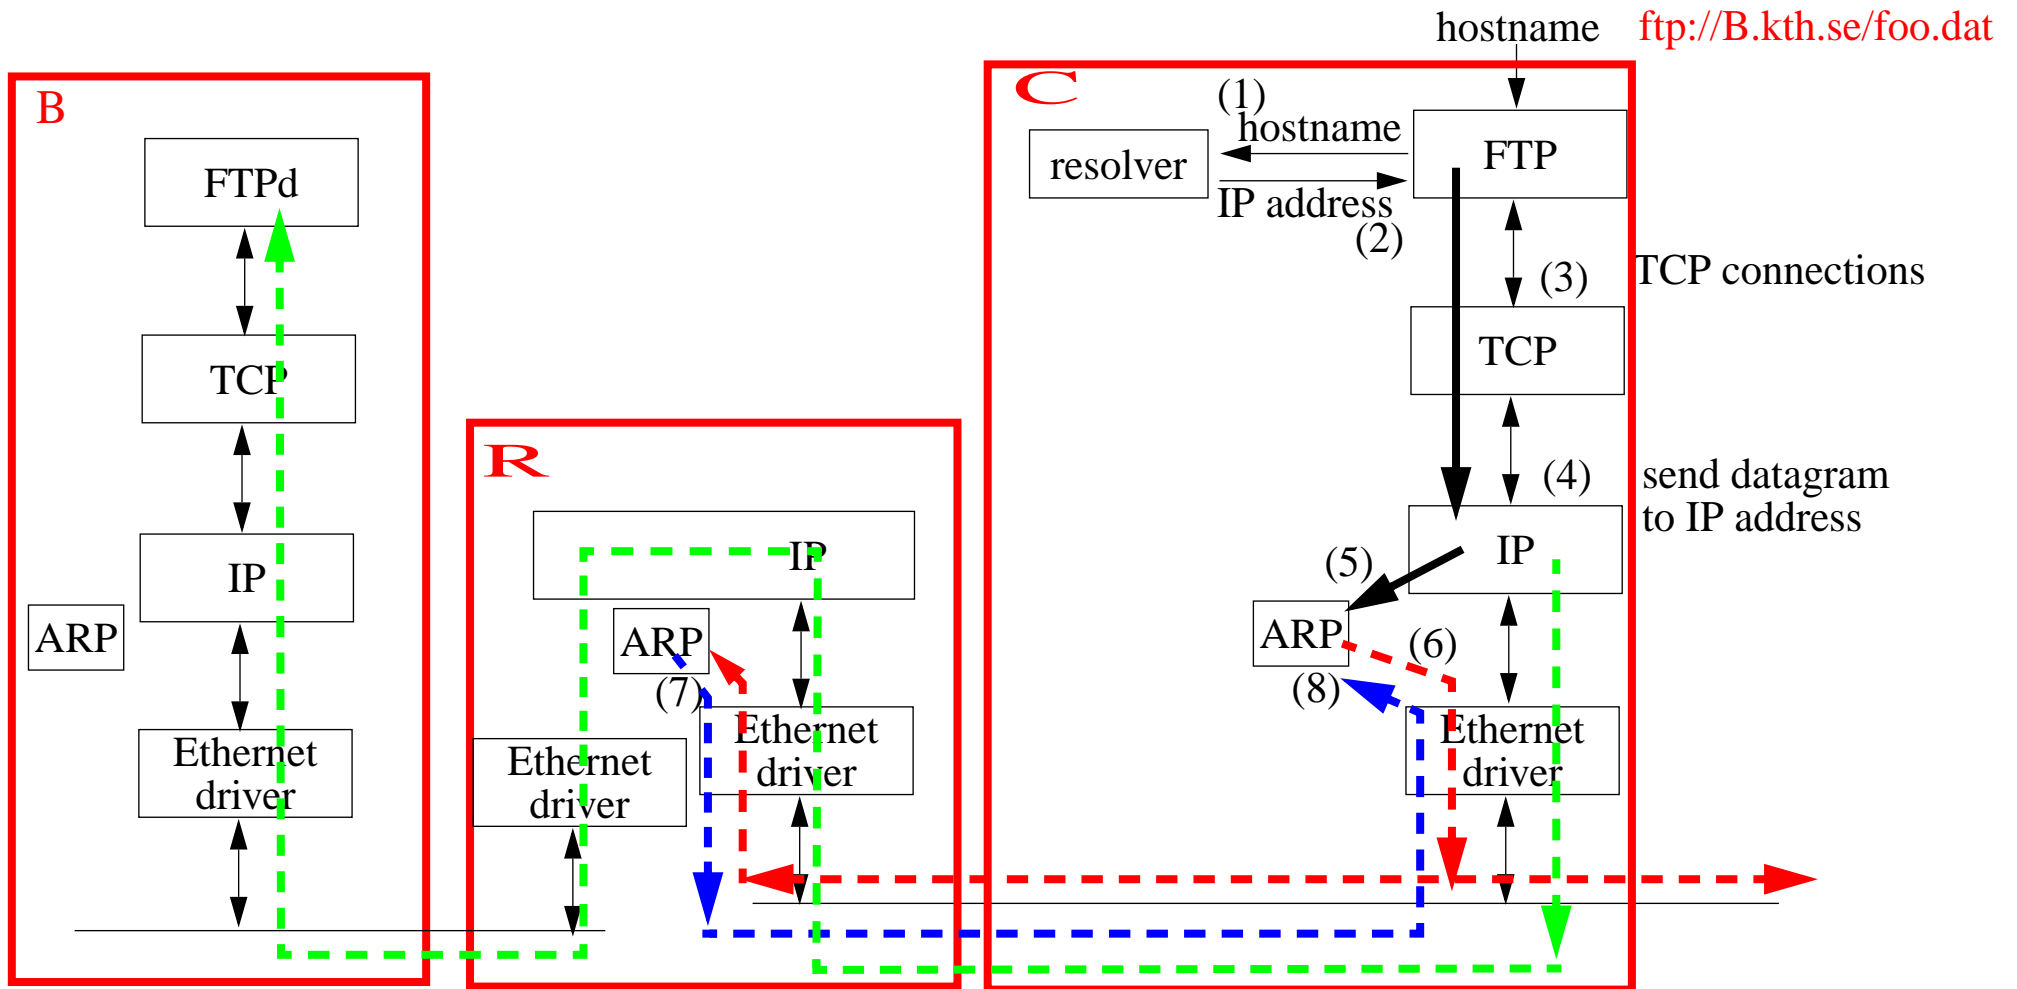 hostname ftp://B.kth.se/foo.dat
B
FTPd
TCP
IP
ARP
Ethernet
driver
R
IP
ARP
(7)
Ethernet
driver
Ethernet
driver
C
(1)
hostname
resolver
FTP
IP address
(2)
(3)
TCP connections
TCP
(4)
send datagram
to IP address
IP
(5)
ARP
(6)
(8)
Ethernet
driver